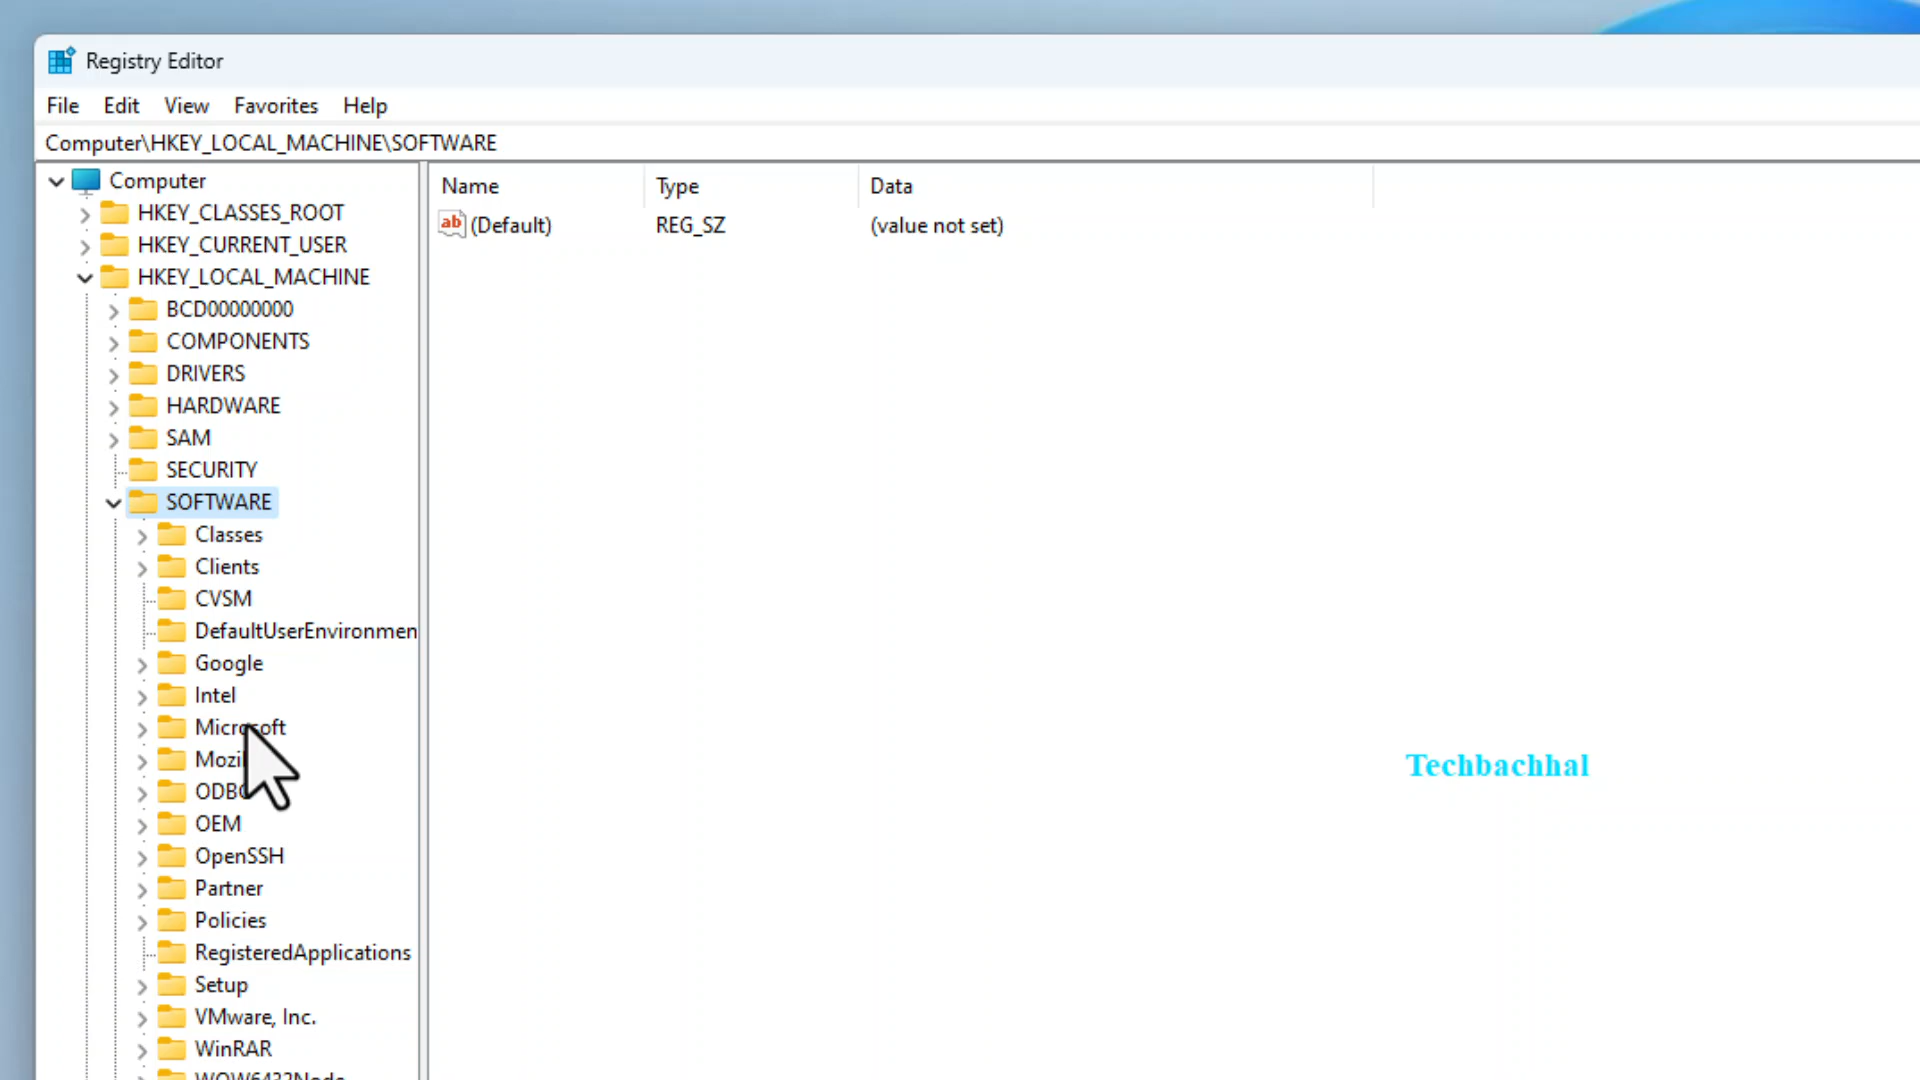 Registry Editor
File Edit View Favorites Help
Computer\HKEY_LOCAL_MACHINE\SOFTWARE
Computer
HKEY_CLASSES_ROOT
HKEY_CURRENT_USER
HKEY_LOCAL_MACHINE
BCD00000000
COMPONENTS
DRIVERS
HARDWARE
SAM
SECURITY
SOFTWARE
Classes
Clients
CVSM
DefaultUserEnvironmen
Google
Intel
Microsoft
OEM
OpenSSH
Partner
Policies
RegisteredApplications
Setup
VMware, Inc.
WinRAR
Name Type Data
ab (Default) REG_SZ (value not set)
Techbachhal